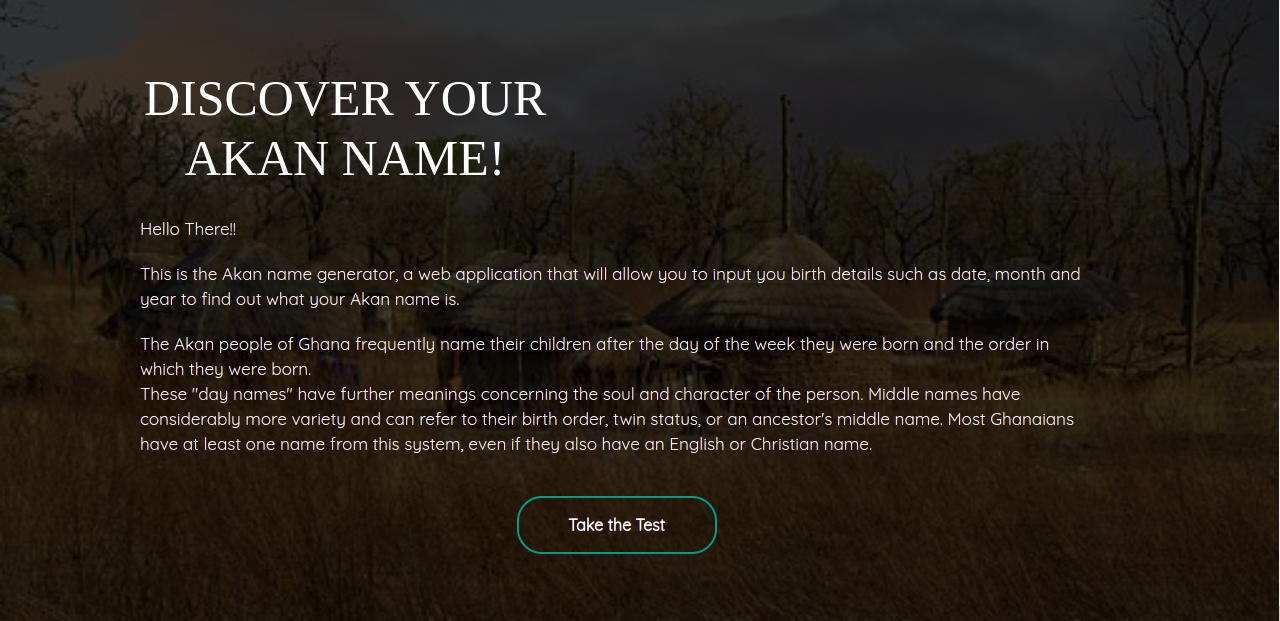 DISCOVER YOUR
AKAN NAME!
Hello There!!
This is the Akan name generator, a web application that will allow you to input you birth details such as date, month and
year to find out what your Akan name is.
The Akan people of Ghana frequently name their children after the day of the week they were born and the order in
which they were born.
These "day names" have further meanings concerning the soul and character of the person. Middle names have
considerably more variety and can refer to their birth order, twin status, or an ancestor's middle name. Most Ghanaians
have at least one name from this system, even if they also have an English or Christian name.
Take the Test